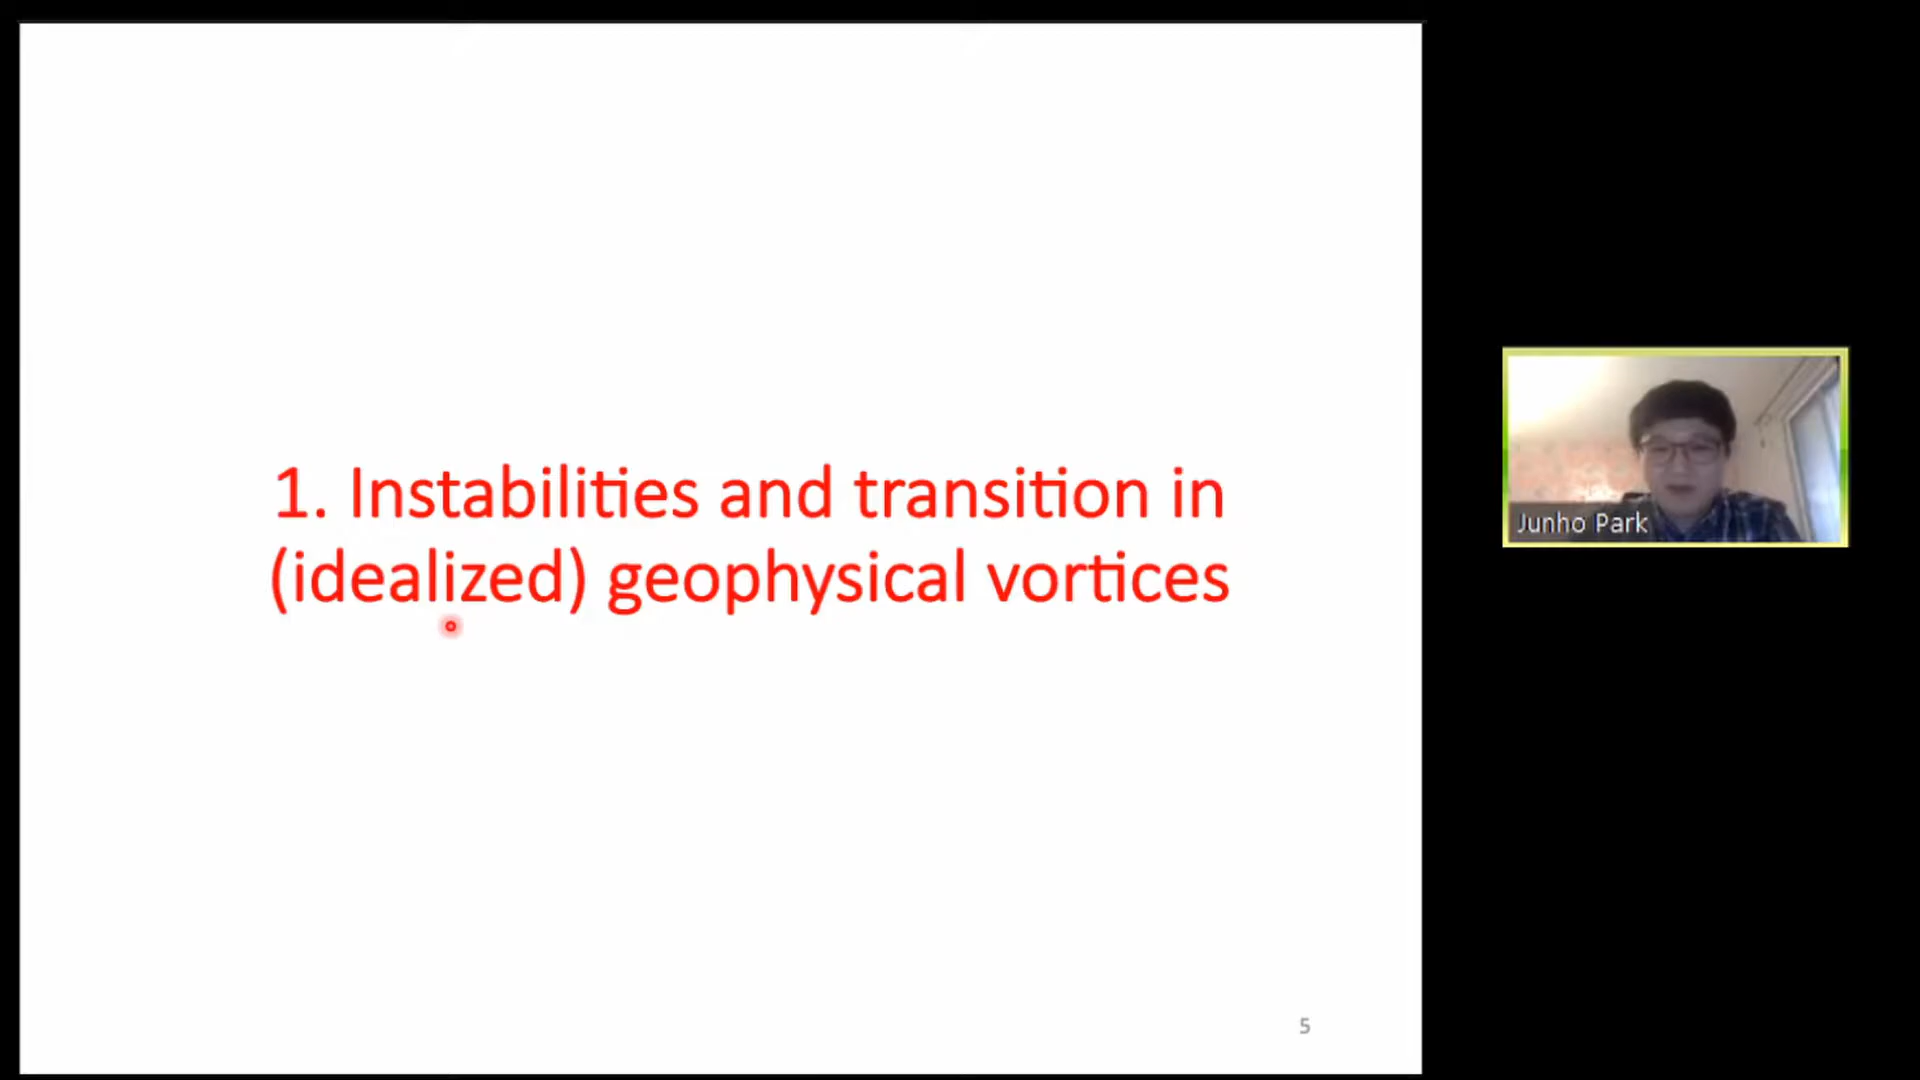 1. Instabilities and transition in
(idealized) geophysical vortices
Junho Park
5